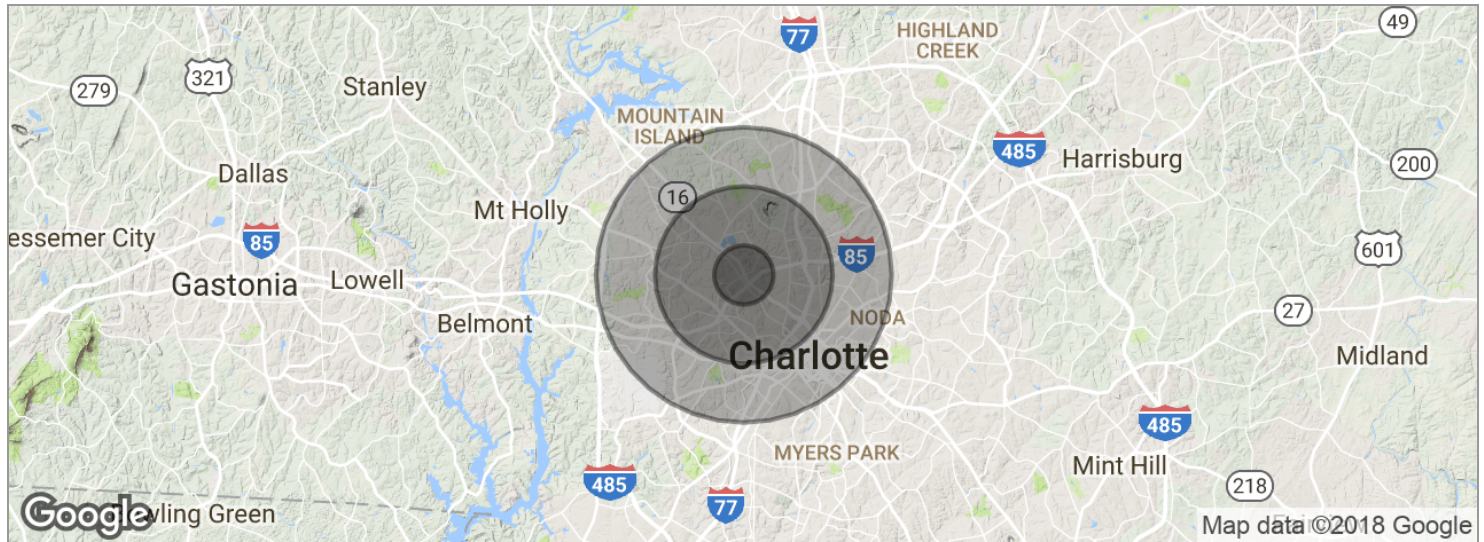 49
77
HIGHLAND
CREEK
321
279
Stanley
MOUNTAIN
ISLAND
485
Harrisburg
200
Dallas
16
Mt Holly
essemer City
85
85
601
Gastonia
Lowell
Belmont
NODA
27
Charlotte
Midland
485
MYERS PARK
Mint Hill
485
77
218
Google
wling Green
Map data ©2018 Google